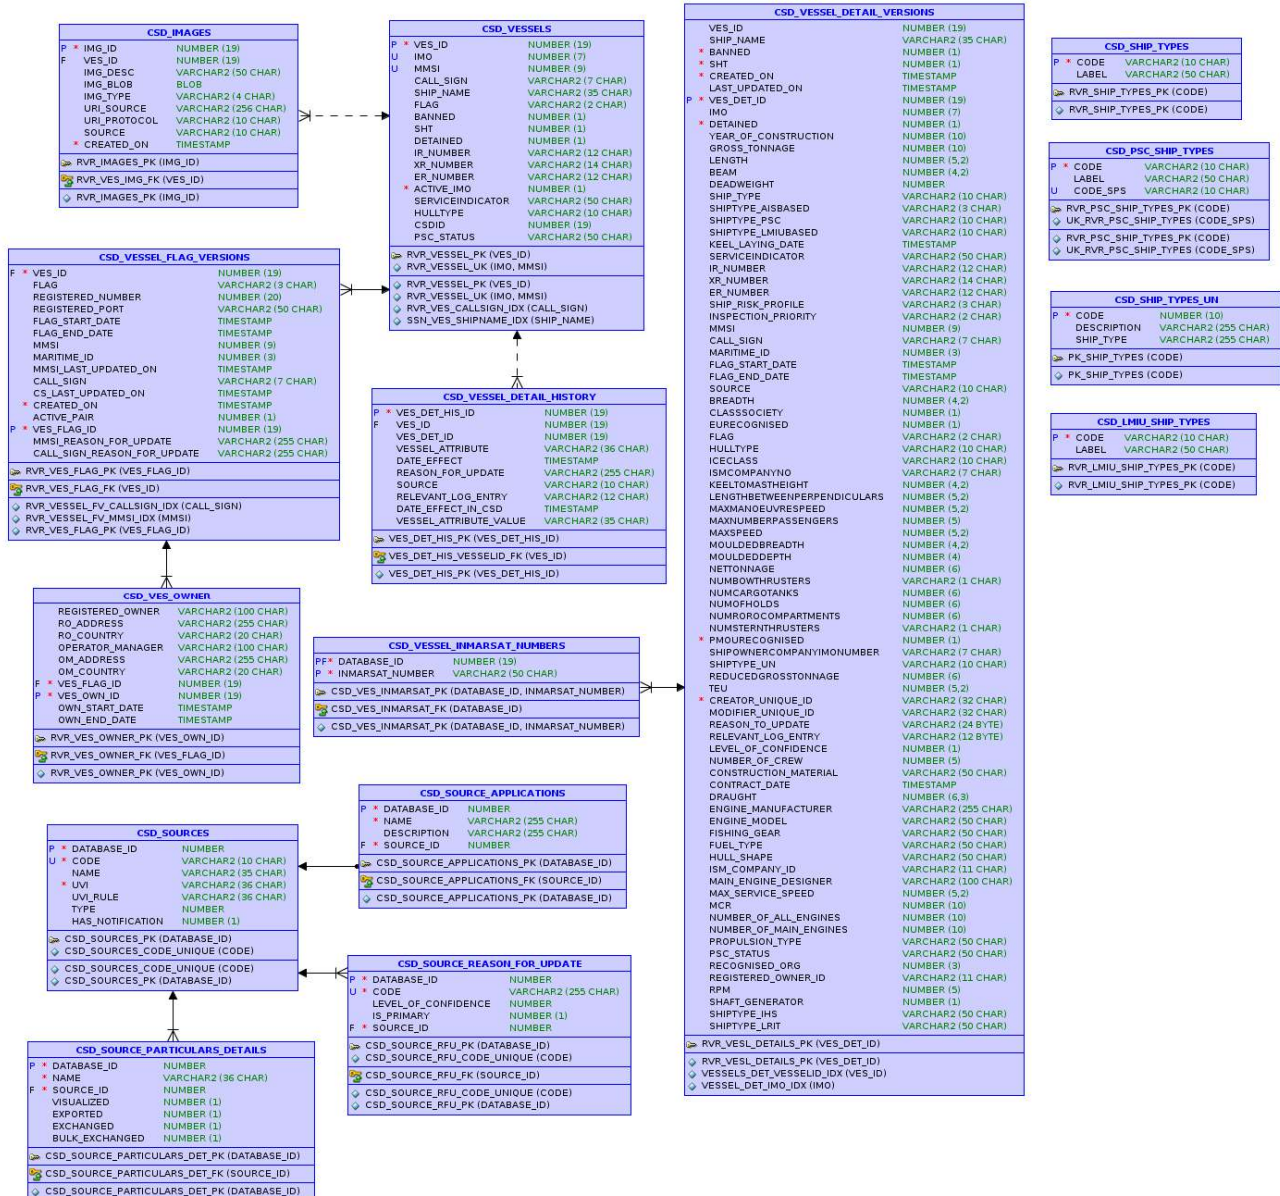 CSD_IMAGES
P * IMG_ID NUMBER (19)
F VES_ID NUMBER (19)
IMG_DESC VARCHAR2 (50 CHAR)
IMG_BLOB BLOB
IMG_TYPE VARCHAR2 (4 CHAR)
URI_SOURCE VARCHAR2 (256 CHAR)
URI_PROTOCOL VARCHAR2 (10 CHAR)
SOURCE VARCHAR2 (10 CHAR)
* CREATED_ON TIMESTAMP
RVR_IMAGES_PK (IMG_ID)
RVR_VES_IMG_FK (VES_ID)
RVR_IMAGES_PK (IMG_ID)
CSD_VESSELS
P * VES_ID NUMBER (19)
U IMO NUMBER (7)
U MMSI NUMBER (9)
CALL_SIGN VARCHAR2 (7 CHAR)
SHIP_NAME VARCHAR2 (35 CHAR)
FLAG VARCHAR2 (2 CHAR)
BANNED NUMBER (1)
SHT NUMBER (1)
DETAINED NUMBER (1)
IR_NUMBER VARCHAR2 (12 CHAR)
XR_NUMBER VARCHAR2 (14 CHAR)
ER_NUMBER VARCHAR2 (12 CHAR)
* ACTIVE_IMO NUMBER (1)
SERVICEINDICATOR VARCHAR2 (50 CHAR)
HULLTYPE VARCHAR2 (10 CHAR)
CSDID NUMBER (19)
PSC_STATUS VARCHAR2 (50 CHAR)
RVR_VESSEL_PK (VES_ID)
RVR_VESSEL_UK (IMO, MMSI)
RVR_VESSEL_PK (VES_ID)
RVR_VESSEL_UK (IMO, MMSI)
RVR_VES_CALLSIGN_IDX (CALL_SIGN)
SSN_VES_SHIPNAME_IDX (SHIP_NAME)
CSD_VESSEL_FLAG_VERSIONS
F * VES_ID NUMBER (19)
FLAG VARCHAR2 (3 CHAR)
REGISTERED_NUMBER NUMBER (20)
REGISTERED_PORT VARCHAR2 (50 CHAR)
FLAG_START_DATE TIMESTAMP
FLAG_END_DATE TIMESTAMP
MMSI NUMBER (9)
MARITIME_ID NUMBER (3)
MMSI_LAST_UPDATED_ON TIMESTAMP
CALL_SIGN VARCHAR2 (7 CHAR)
CS_LAST_UPDATED_ON TIMESTAMP
* CREATED_ON TIMESTAMP
ACTIVE_PAIR NUMBER (1)
P * VES_FLAG_ID NUMBER (19)
MMSI_REASON_FOR_UPDATE VARCHAR2 (255 CHAR)
CALL_SIGN_REASON_FOR_UPDATE VARCHAR2 (255 CHAR)
RVR_VES_FLAG_PK (VES_FLAG_ID)
RVR_VES_FLAG_FK (VES_ID)
RVR_VESSEL_FV_CALLSIGN_IDX (CALL_SIGN)
RVR_VESSEL_FV_MMSI_IDX (MMSI)
RVR_VES_FLAG_PK (VES_FLAG_ID)
CSD_VESSEL_DETAIL_HISTORY
P * VES_DET_HIS_ID NUMBER (19)
F VES_ID NUMBER (19)
VES_DET_ID NUMBER (19)
VESSEL_ATTRIBUTE VARCHAR2 (36 CHAR)
DATE_EFFECT TIMESTAMP
REASON_FOR_UPDATE VARCHAR2 (255 CHAR)
SOURCE VARCHAR2 (10 CHAR)
RELEVANT_LOG_ENTRY VARCHAR2 (12 CHAR)
DATE_EFFECT_IN_CSD TIMESTAMP
VESSEL_ATTRIBUTE_VALUE VARCHAR2 (35 CHAR)
VES_DET_HIS_PK (VES_DET_HIS_ID)
VES_DET_HIS_VESSELID_FK (VES_ID)
VES_DET_HIS_PK (VES_DET_HIS_ID)
CSD_VES_OWNER
REGISTERED_OWNER VARCHAR2 (100 CHAR)
RO_ADDRESS VARCHAR2 (255 CHAR)
RO_COUNTRY VARCHAR2 (20 CHAR)
OPERATOR_MANAGER VARCHAR2 (100 CHAR)
OM_ADDRESS VARCHAR2 (255 CHAR)
OM_COUNTRY VARCHAR2 (20 CHAR)
F * VES_FLAG_ID NUMBER (19)
P * VES_OWN_ID NUMBER (19)
OWN_START_DATE TIMESTAMP
OWN_END_DATE TIMESTAMP
RVR_VES_OWNER_PK (VES_OWN_ID)
RVR_VES_OWNER_FK (VES_FLAG_ID)
RVR_VES_OWNER_PK (VES_OWN_ID)
CSD_VESSEL_INMARSAT_NUMBERS
PF* DATABASE_ID NUMBER (19)
P * INMARSAT_NUMBER VARCHAR2 (50 CHAR)
CSD_VES_INMARSAT_PK (DATABASE_ID, INMARSAT_NUMBER)
CSD_VES_INMARSAT_FK (DATABASE_ID)
CSD_VES_INMARSAT_PK (DATABASE_ID, INMARSAT_NUMBER)
CSD_SOURCE_APPLICATIONS
P * DATABASE_ID NUMBER
* NAME VARCHAR2 (255 CHAR)
DESCRIPTION VARCHAR2 (255 CHAR)
F * SOURCE_ID NUMBER
CSD_SOURCE_APPLICATIONS_PK (DATABASE_ID)
CSD_SOURCE_APPLICATIONS_FK (SOURCE_ID)
CSD_SOURCE_APPLICATIONS_PK (DATABASE_ID)
CSD_SOURCES
P * DATABASE_ID NUMBER
U * CODE VARCHAR2 (10 CHAR)
NAME VARCHAR2 (35 CHAR)
* UVI VARCHAR2 (36 CHAR)
UVI_RULE VARCHAR2 (36 CHAR)
TYPE NUMBER
HAS_NOTIFICATION NUMBER (1)
CSD_SOURCES_PK (DATABASE_ID)
CSD_SOURCES_CODE_UNIQUE (CODE)
CSD_SOURCES_CODE_UNIQUE (CODE)
CSD_SOURCES_PK (DATABASE_ID)
CSD_SOURCE_REASON_FOR_UPDATE
P * DATABASE_ID NUMBER
U * CODE VARCHAR2 (255 CHAR)
LEVEL_OF_CONFIDENCE NUMBER
IS_PRIMARY NUMBER (1)
F * SOURCE_ID NUMBER
CSD_SOURCE_RFU_PK (DATABASE_ID)
CSD_SOURCE_RFU_CODE_UNIQUE (CODE)
CSD_SOURCE_RFU_FK (SOURCE_ID)
CSD_SOURCE_RFU_CODE_UNIQUE (CODE)
CSD_SOURCE_RFU_PK (DATABASE_ID)
CSD_SOURCE_PARTICULARS_DETAILS
P * DATABASE_ID NUMBER
* NAME VARCHAR2 (36 CHAR)
F * SOURCE_ID NUMBER
VISUALIZED NUMBER (1)
EXPORTED NUMBER (1)
EXCHANGED NUMBER (1)
BULK_EXCHANGED NUMBER (1)
CSD_SOURCE_PARTICULARS_DET_PK (DATABASE_ID)
CSD_SOURCE_PARTICULARS_DET_FK (SOURCE_ID)
CSD_SOURCE_PARTICULARS_DET_PK (DATABASE_ID)
CSD_VESSEL_DETAIL_VERSIONS
VES_ID NUMBER (19)
SHIP_NAME VARCHAR2 (35 CHAR)
* BANNED NUMBER (1)
* SHT NUMBER (1)
* CREATED_ON TIMESTAMP
LAST_UPDATED_ON TIMESTAMP
P * VES_DET_ID NUMBER (19)
IMO NUMBER (7)
* DETAINED NUMBER (1)
YEAR_OF_CONSTRUCTION NUMBER (10)
GROSS_TONNAGE NUMBER (10)
LENGTH NUMBER (5,2)
BEAM NUMBER (4,2)
DEADWEIGHT NUMBER
SHIP_TYPE VARCHAR2 (10 CHAR)
SHIPTYPE_AISBASED VARCHAR2 (3 CHAR)
SHIPTYPE_PSC VARCHAR2 (10 CHAR)
SHIPTYPE_LMIUBASED VARCHAR2 (10 CHAR)
KEEL_LAYING_DATE TIMESTAMP
SERVICEINDICATOR VARCHAR2 (50 CHAR)
IR_NUMBER VARCHAR2 (12 CHAR)
XR_NUMBER VARCHAR2 (14 CHAR)
ER_NUMBER VARCHAR2 (12 CHAR)
SHIP_RISK_PROFILE VARCHAR2 (3 CHAR)
INSPECTION_PRIORITY VARCHAR2 (2 CHAR)
MMSI NUMBER (9)
CALL_SIGN VARCHAR2 (7 CHAR)
MARITIME_ID NUMBER (3)
FLAG_START_DATE TIMESTAMP
FLAG_END_DATE TIMESTAMP
SOURCE VARCHAR2 (10 CHAR)
BREADTH NUMBER (4,2)
CLASSSOCIETY NUMBER (1)
EURECOGNISED NUMBER (1)
FLAG VARCHAR2 (2 CHAR)
HULLTYPE VARCHAR2 (10 CHAR)
ICECLASS VARCHAR2 (10 CHAR)
ISMCOMPANYNO VARCHAR2 (7 CHAR)
KEELTOMASTHEIGHT NUMBER (4,2)
LENGTHBETWEENPERPENDICULARS NUMBER (5,2)
MAXMANOEUVRESPEED NUMBER (5,2)
MAXNUMBERPASSENGERS NUMBER (5)
MAXSPEED NUMBER (5,2)
MOULDEDBREADTH NUMBER (4,2)
MOULDEDDEPTH NUMBER (4)
NETTONNAGE NUMBER (6)
NUMBOWTHRUSTERS VARCHAR2 (1 CHAR)
NUMCARGOTANKS NUMBER (6)
NUMOFHOLDS NUMBER (6)
NUMROROCOMPARTMENTS NUMBER (6)
NUMSTERNTHRUSTERS VARCHAR2 (1 CHAR)
* PMOURECOGNISED NUMBER (1)
SHIPOWNERCOMPANYIMONUMBER VARCHAR2 (7 CHAR)
SHIPTYPE_UN VARCHAR2 (10 CHAR)
REDUCEDGROSSTONNAGE NUMBER (6)
TEU NUMBER (5,2)
* CREATOR_UNIQUE_ID VARCHAR2 (32 CHAR)
MODIFIER_UNIQUE_ID VARCHAR2 (32 CHAR)
REASON_TO_UPDATE VARCHAR2 (24 BYTE)
RELEVANT_LOG_ENTRY VARCHAR2 (12 BYTE)
LEVEL_OF_CONFIDENCE NUMBER (1)
NUMBER_OF_CREW NUMBER (5)
CONSTRUCTION_MATERIAL VARCHAR2 (50 CHAR)
CONTRACT_DATE TIMESTAMP
DRAUGHT NUMBER (6,3)
ENGINE_MANUFACTURER VARCHAR2 (255 CHAR)
ENGINE_MODEL VARCHAR2 (50 CHAR)
FISHING_GEAR VARCHAR2 (50 CHAR)
FUEL_TYPE VARCHAR2 (50 CHAR)
HULL_SHAPE VARCHAR2 (50 CHAR)
ISM_COMPANY_ID VARCHAR2 (11 CHAR)
MAIN_ENGINE_DESIGNER VARCHAR2 (100 CHAR)
MAX_SERVICE_SPEED NUMBER (5,2)
MCR NUMBER (10)
NUMBER_OF_ALL_ENGINES NUMBER (10)
NUMBER_OF_MAIN_ENGINES NUMBER (10)
PROPULSION_TYPE VARCHAR2 (50 CHAR)
PSC_STATUS VARCHAR2 (50 CHAR)
RECOGNISED_ORG NUMBER (3)
REGISTERED_OWNER_ID VARCHAR2 (11 CHAR)
RPM NUMBER (5)
SHAFT_GENERATOR NUMBER (1)
SHIPTYPE_IHS VARCHAR2 (50 CHAR)
SHIPTYPE_LRIT VARCHAR2 (50 CHAR)
RVR_VESL_DETAILS_PK (VES_DET_ID)
RVR_VESL_DETAILS_PK (VES_DET_ID)
VESSELS_DET_VESSELID_IDX (VES_ID)
VESSEL_DET_IMO_IDX (IMO)
CSD_SHIP_TYPES
P * CODE VARCHAR2 (10 CHAR)
LABEL VARCHAR2 (50 CHAR)
RVR_SHIP_TYPES_PK (CODE)
RVR_SHIP_TYPES_PK (CODE)
CSD_PSC_SHIP_TYPES
P * CODE VARCHAR2 (10 CHAR)
LABEL VARCHAR2 (50 CHAR)
U CODE_SPS VARCHAR2 (10 CHAR)
RVR_PSC_SHIP_TYPES_PK (CODE)
UK_RVR_PSC_SHIP_TYPES (CODE_SPS)
RVR_PSC_SHIP_TYPES_PK (CODE)
UK_RVR_PSC_SHIP_TYPES (CODE_SPS)
CSD_SHIP_TYPES_UN
P * CODE NUMBER (10)
DESCRIPTION VARCHAR2 (255 CHAR)
SHIP_TYPE VARCHAR2 (255 CHAR)
PK_SHIP_TYPES (CODE)
PK_SHIP_TYPES (CODE)
CSD_LMIU_SHIP_TYPES
P * CODE VARCHAR2 (10 CHAR)
LABEL VARCHAR2 (50 CHAR)
RVR_LMIU_SHIP_TYPES_PK (CODE)
RVR_LMIU_SHIP_TYPES_PK (CODE)